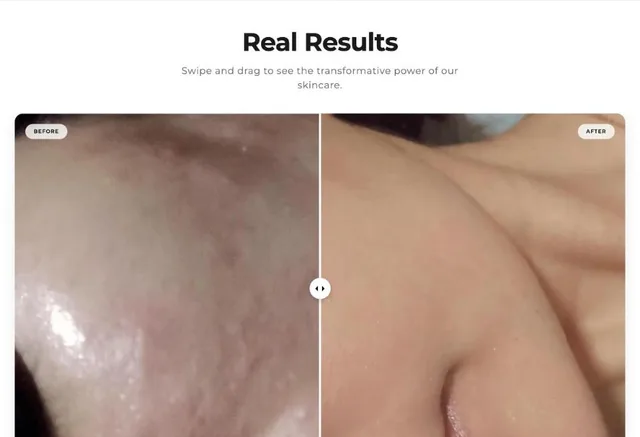 Real Results
Swipe and drag to see the transformative power of our
skincare.
BEFORE
AFTER